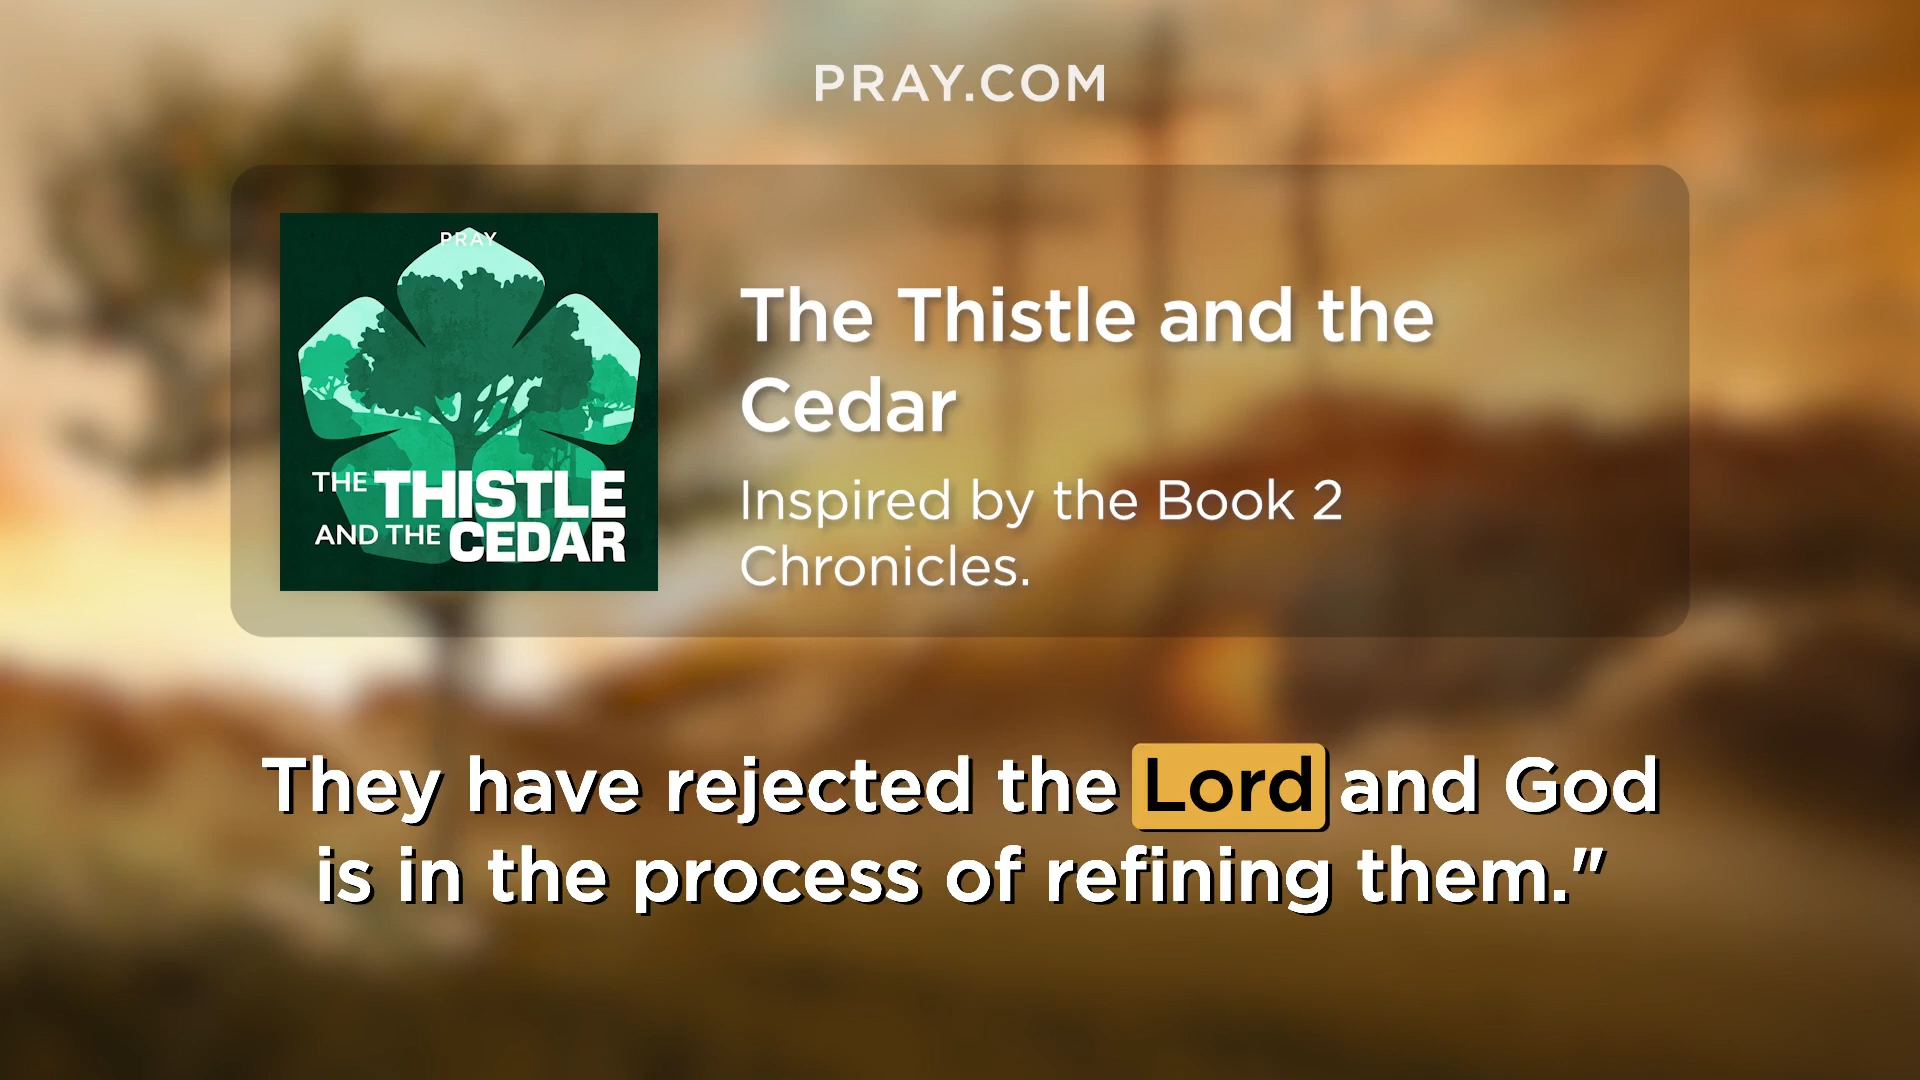 PRAY.COM
PRAY
THE THISTLE
AND THE CEDAR
The Thistle and the
Cedar
Inspired by the Book 2
Chronicles.
They have rejected the Lord and God
is in the process of refining them."